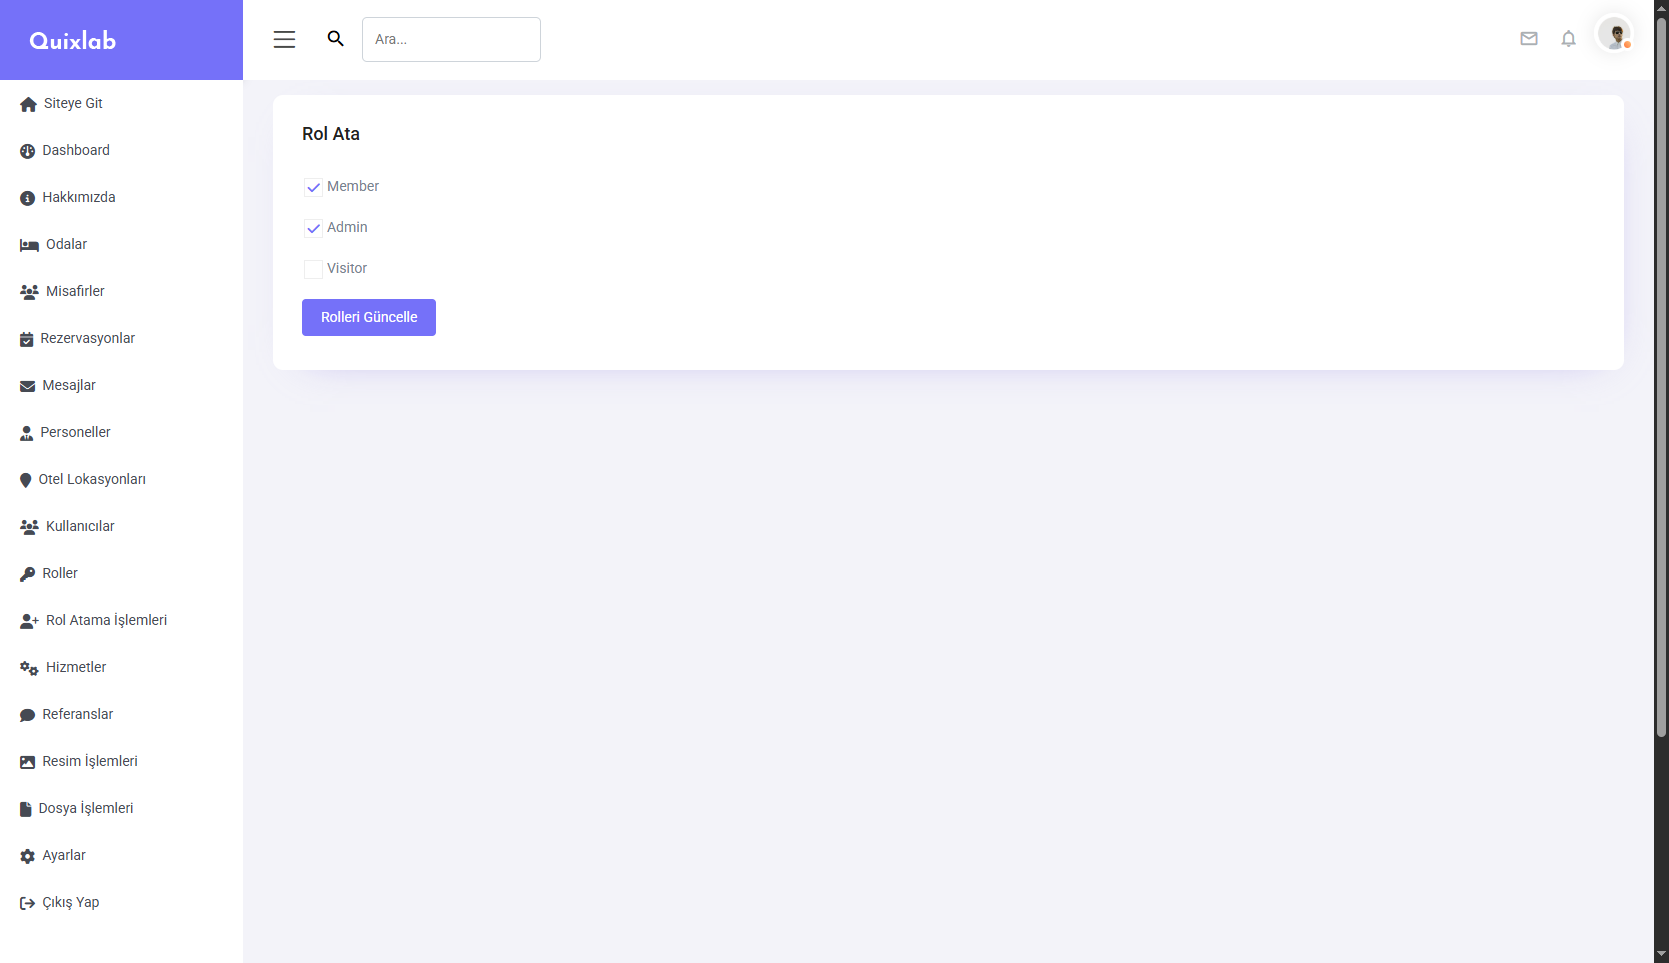 Quixlab
Ara...
Siteye Git
Dashboard
Hakkımızda
Odalar
Misafirler
Rezervasyonlar
Mesajlar
Personeller
Otel Lokasyonları
Kullanıcılar
Roller
Rol Atama İşlemleri
Hizmetler
Referanslar
Resim İşlemleri
Dosya İşlemleri
Ayarlar
Çıkış Yap
Rol Ata
Member
Admin
Visitor
Rolleri Güncelle